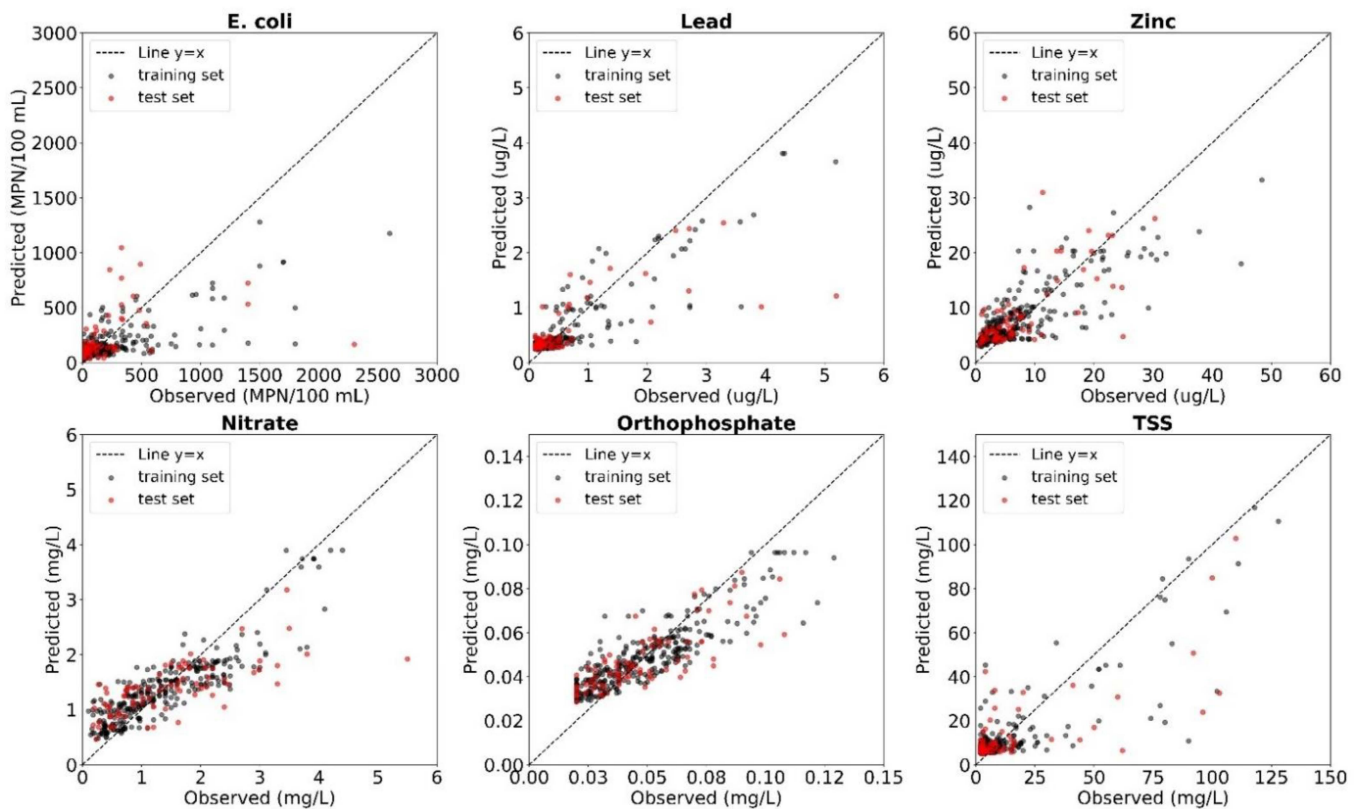 E. coli
3000
2500
2000
1500
1000
500
0
Predicted (MPN/100 mL)
Line y=x
training set
test set
0 500 1000 1500 2000 2500 3000
Observed (MPN/100 mL)
Lead
6
5
4
3
2
1
0
Predicted (ug/L)
Line y=x
training set
test set
0 1 2 3 4 5 6
Observed (ug/L)
Zinc
60
50
40
30
20
10
0
Predicted (ug/L)
Line y=x
training set
test set
0 10 20 30 40 50 60
Observed (ug/L)
Nitrate
6
5
4
3
2
1
0
Predicted (mg/L)
Line y=x
training set
test set
0 1 2 3 4 5 6
Observed (mg/L)
Orthophosphate
0.14
0.12
0.10
0.08
0.06
0.04
0.02
0.00
Predicted (mg/L)
Line y=x
training set
test set
0.00 0.03 0.05 0.08 0.10 0.12 0.15
Observed (mg/L)
TSS
140
120
100
80
60
40
20
0
Predicted (mg/L)
Line y=x
training set
test set
0 25 50 75 100 125 150
Observed (mg/L)